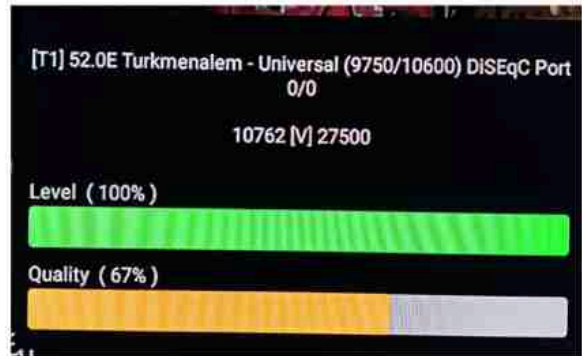 [T1] 52.0E Turkmenalem - Universal (9750/10600) DiSEqC Port
0/0
10762 [V] 27500
Level ( 100% )
Quality ( 67% )